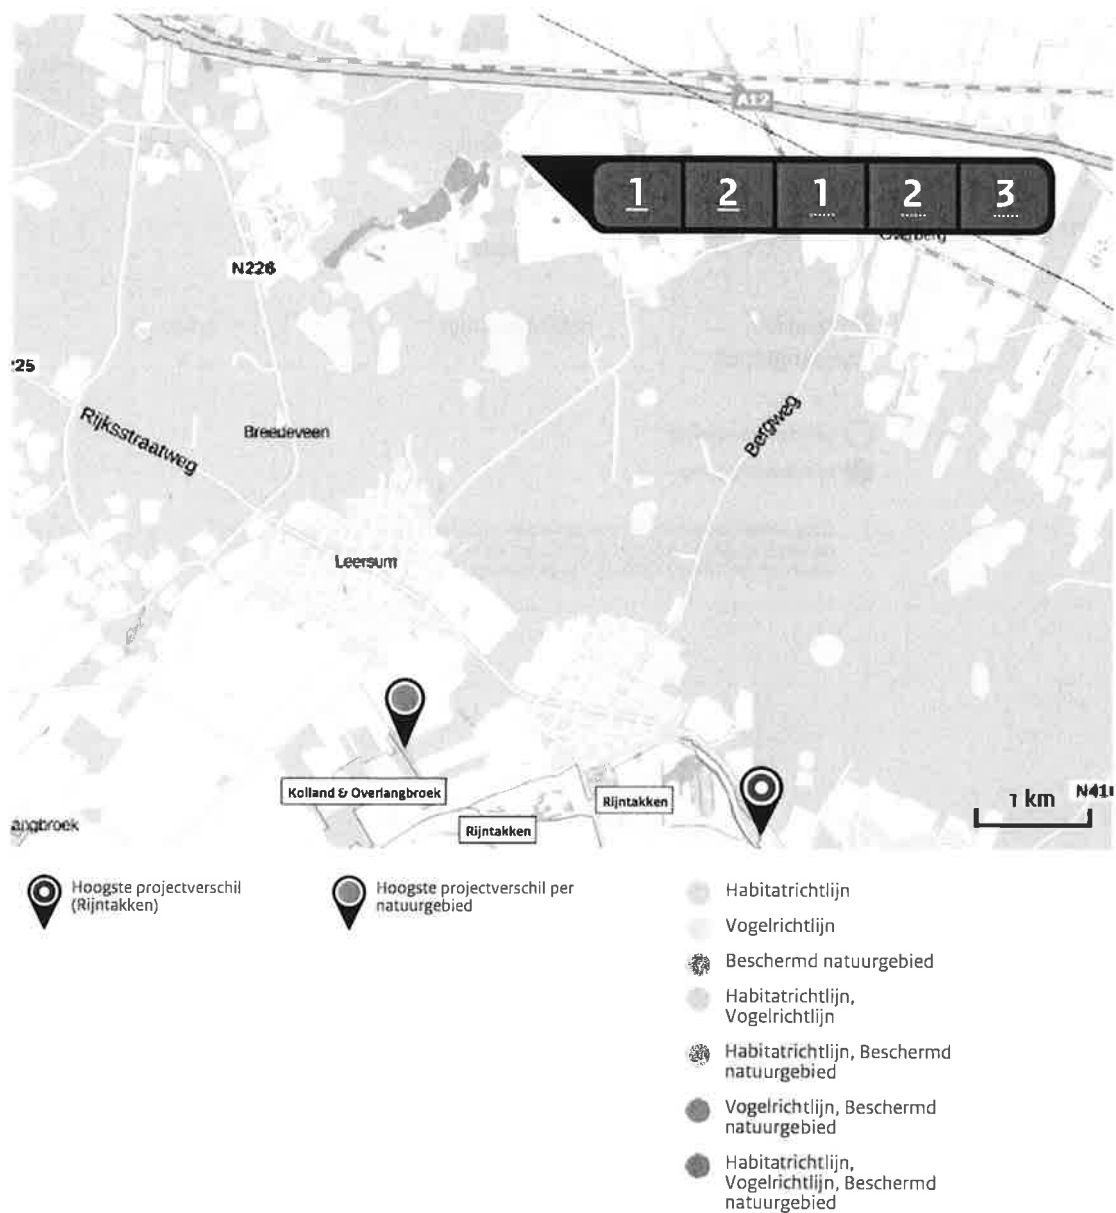 A12
1 2 1 2 3
Overberg
N226
25
Rijksstraatweg
Breedeveen
Bergweg
Leersum
Kolland & Overlangbroek
Rijntakken
Rijntakken
1 km
N41
angbroek
Hoogste projectverschil
(Rijntakken)
Hoogste projectverschil per
natuurgebied
Habitatrichtlijn
Vogelrichtlijn
Beschermd natuurgebied
Habitatrichtlijn,
Vogelrichtlijn
Habitatrichtlijn, Beschermd
natuurgebied
Vogelrichtlijn, Beschermd
natuurgebied
Habitatrichtlijn,
Vogelrichtlijn, Beschermd
natuurgebied